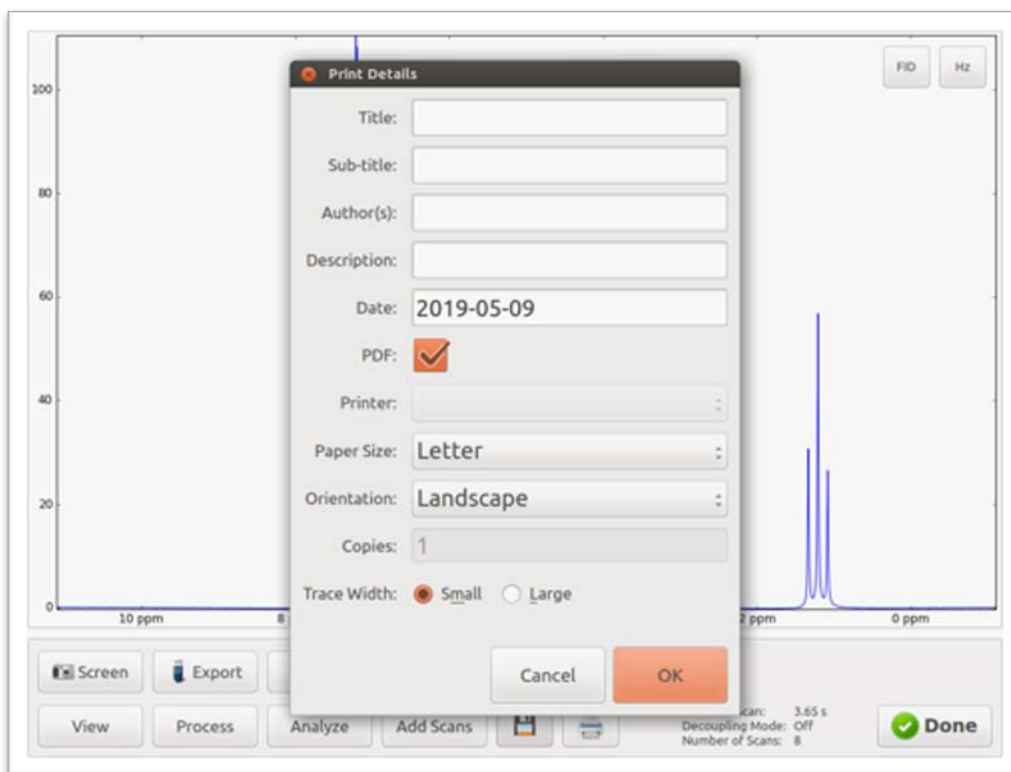 Print Details
FID Hz
100
80
60
40
20
0
Title:
Sub-title:
Author(s):
Description:
Date: 2019-05-09
PDF:
Printer:
Paper Size: Letter
Orientation: Landscape
Copies: 1
Trace Width: Small Large
Cancel OK
10 ppm 8 2 ppm 0 ppm
Screen Export
View Process Analyze Add Scans
can: 3.65 s
Decoupling Mode: Off
Number of Scans: 8
Done